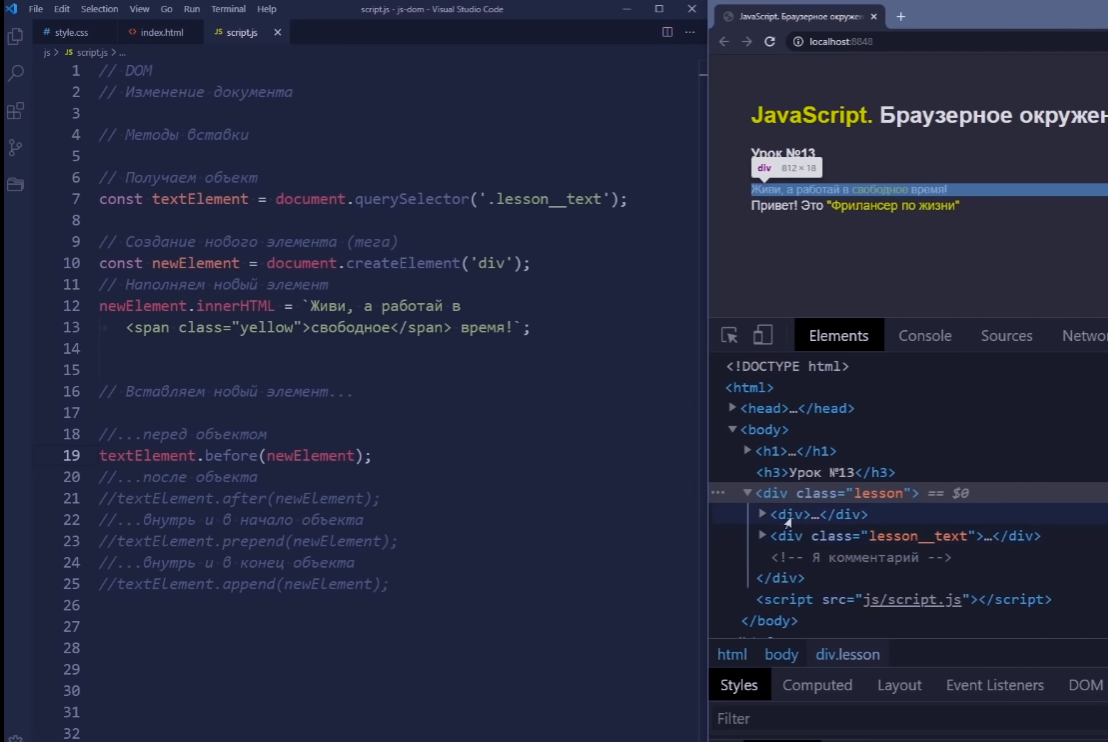 File Edit Selection View Go Run Terminal Help script.js - js-dom - Visual Studio Code
# style.css <> index.html JS script.js ×
js > JS script.js > ...
1 // DOM
2 // Изменение документа
3
4 // Методы вставки
5
6 // Получаем объект
7 const textElement = document.querySelector('.lesson__text');
8
9 // Создание нового элемента (тега)
10 const newElement = document.createElement('div');
11 // Наполняем новый элемент
12 newElement.innerHTML = `Живи, а работай в
13 <span class="yellow">свободное</span> время!`;
14
15
16 // Вставляем новый элемент...
17
18 //...перед объектом
19 textElement.before(newElement);
20 //...после объекта
21 //textElement.after(newElement);
22 //...внутрь и в начало объекта
23 //textElement.prepend(newElement);
24 //...внутрь и в конец объекта
25 //textElement.append(newElement);
26
27
28
29
30
31
32
JavaScript. Браузерное окружен ×
localhost:8848
JavaScript. Браузерное окружен
Урок №13
div 812 × 18
Живи, а работай в свободное время!
Привет! Это "Фрилансер по жизни"
Elements Console Sources Networ
<!DOCTYPE html>
<html>
<head>…</head>
<body>
<h1>…</h1>
<h3>Урок №13</h3>
<div class="lesson"> == $0
<div>…</div>
<div class="lesson__text">…</div>
<!-- Я комментарий -->
</div>
<script src="js/script.js"></script>
</body>
html body div.lesson
Styles Computed Layout Event Listeners DOM
Filter